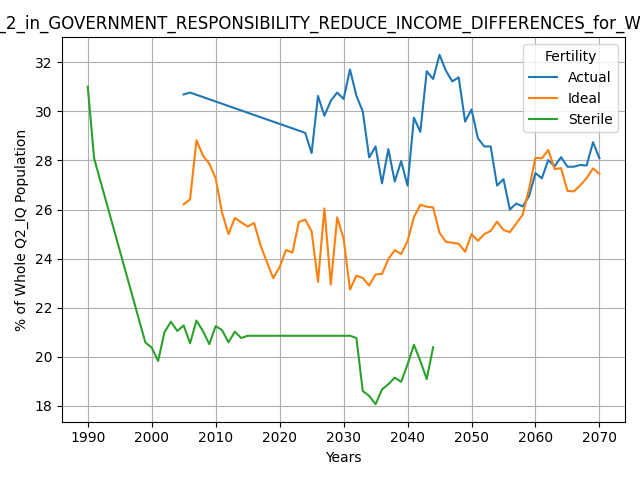 _2_in_GOVERNMENT_RESPONSIBILITY_REDUCE_INCOME_DIFFERENCES_for_W
Fertility
Actual
Ideal
Sterile
% of Whole Q2_IQ Population
32
30
28
26
24
22
20
18
1990 2000 2010 2020 2030 2040 2050 2060 2070
Years